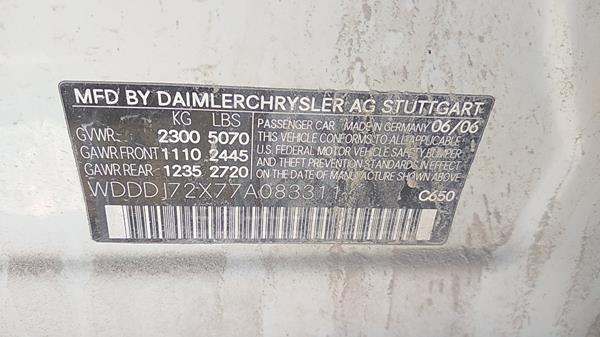 MFD BY DAIMLERCHRYSLER AG STUTTGART
KG LBS
GVWR 2300 5070
GAWR FRONT 1110 2445
GAWR REAR 1235 2720
PASSENGER CAR MADE IN GERMANY 06/06
THIS VEHICLE CONFORMS TO ALL APPLICABLE
U.S. FEDERAL MOTOR VEHICLE SAFETY, BUMPER
AND THEFT PREVENTION STANDARDS IN EFFECT
ON THE DATE OF MANUFACTURE SHOWN ABOVE
C650